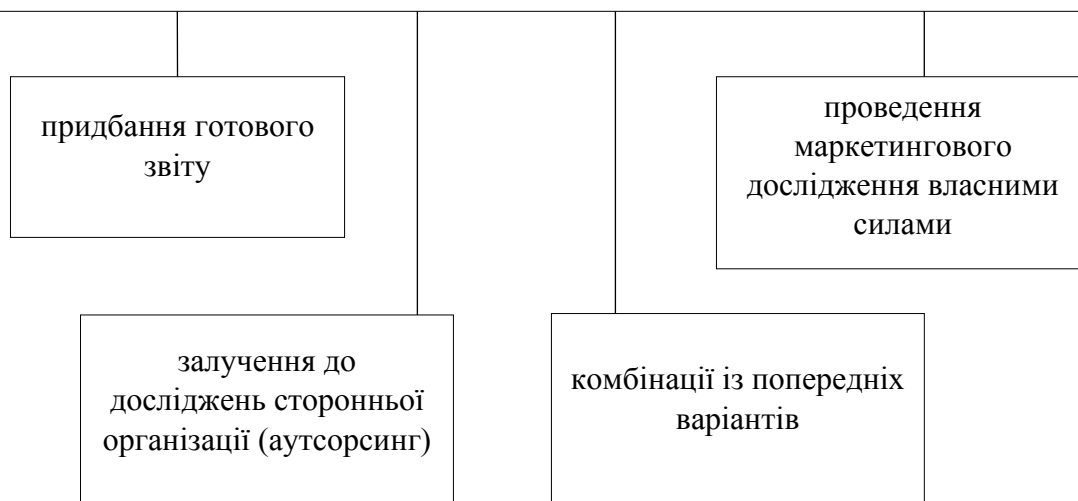 придбання готового
звіту
проведення
маркетингового
дослідження власними
силами
залучення до
досліджень сторонньої
організації (аутсорсинг)
комбінації із попередніх
варіантів